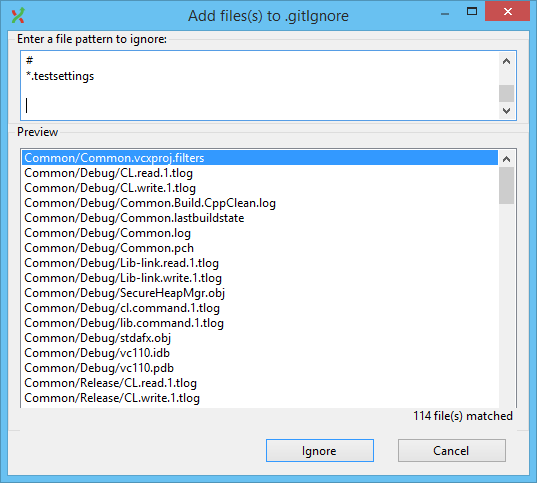 Add files(s) to .gitIgnore
Enter a file pattern to ignore:
#
*.testsettings
Preview
Common/Common.vcxproj.filters
Common/Debug/CL.read.1.tlog
Common/Debug/CL.write.1.tlog
Common/Debug/Common.Build.CppClean.log
Common/Debug/Common.lastbuildstate
Common/Debug/Common.log
Common/Debug/Common.pch
Common/Debug/Lib-link.read.1.tlog
Common/Debug/Lib-link.write.1.tlog
Common/Debug/SecureHeapMgr.obj
Common/Debug/cl.command.1.tlog
Common/Debug/lib.command.1.tlog
Common/Debug/stdafx.obj
Common/Debug/vc110.idb
Common/Debug/vc110.pdb
Common/Release/CL.read.1.tlog
Common/Release/CL.write.1.tlog
114 file(s) matched
Ignore
Cancel